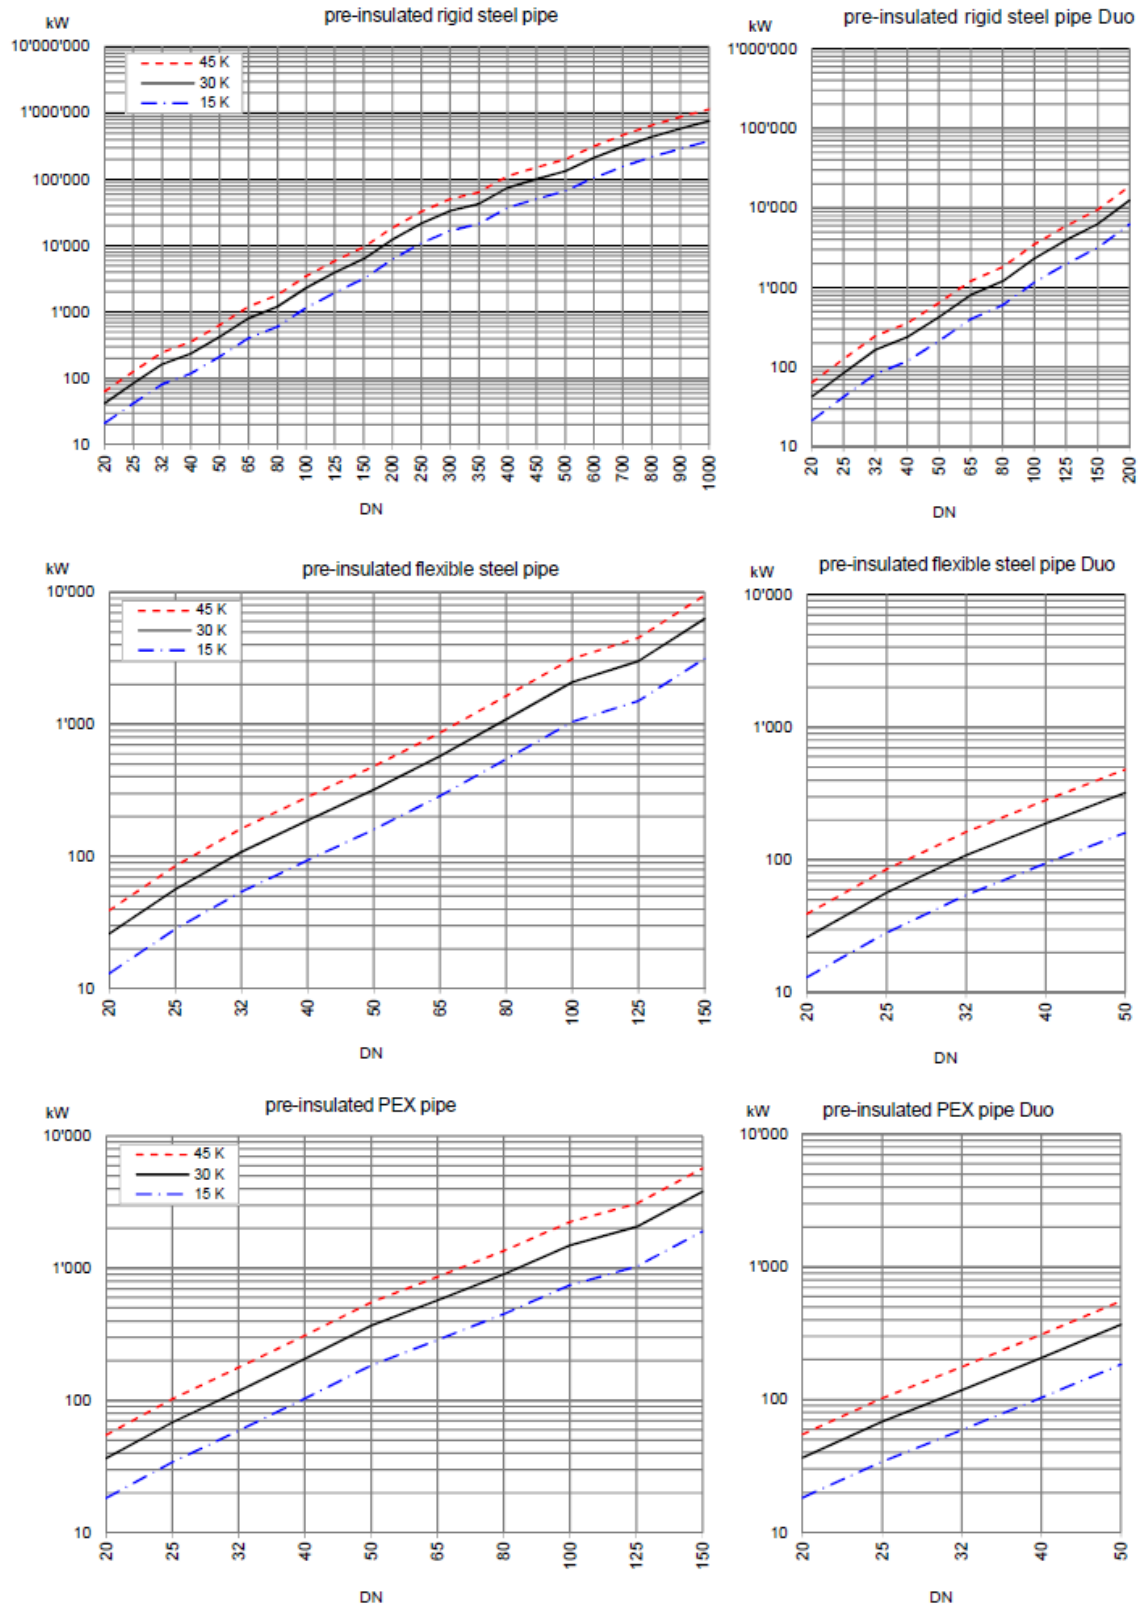 pre-insulated rigid steel pipe
kW
10'000'000
1'000'000
100'000
10'000
1'000
100
10
45 K
30 K
15 K
20 25 32 40 50 65 80 100 125 150 200 250 300 350 400 450 500 600 700 800 900 1000
DN
pre-insulated rigid steel pipe Duo
kW
1'000'000
100'000
10'000
1'000
100
10
20 25 32 40 50 65 80 100 125 150 200
DN
pre-insulated flexible steel pipe
kW
10'000
1'000
100
10
45 K
30 K
15 K
20 25 32 40 50 65 80 100 125 150
DN
pre-insulated flexible steel pipe Duo
kW
10'000
1'000
100
10
20 25 32 40 50
DN
pre-insulated PEX pipe
kW
10'000
1'000
100
10
45 K
30 K
15 K
20 25 32 40 50 65 80 100 125 150
DN
pre-insulated PEX pipe Duo
kW
10'000
1'000
100
10
20 25 32 40 50
DN